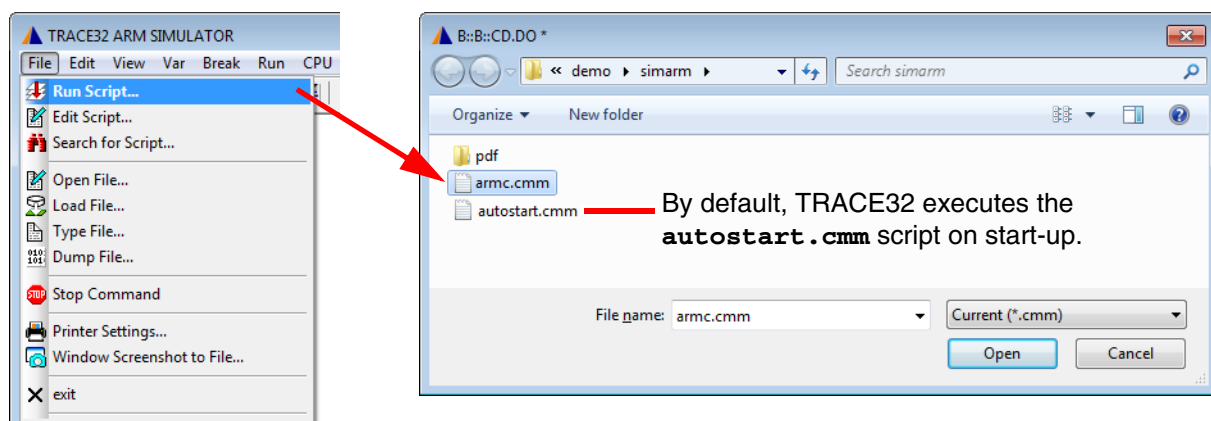 TRACE32 ARM SIMULATOR
File Edit View Var Break Run CPU
Run Script...
Edit Script...
Search for Script...
Open File...
Load File...
Type File...
010
101
Dump File...
STOP
Stop Command
Printer Settings...
Window Screenshot to File...
exit
B::B::CD.DO *
« demo simarm
Search simarm
Organize
New folder
pdf
armc.cmm
autostart.cmm
By default, TRACE32 executes the
autostart.cmm script on start-up.
File name: armc.cmm
Current (*.cmm)
Open Cancel